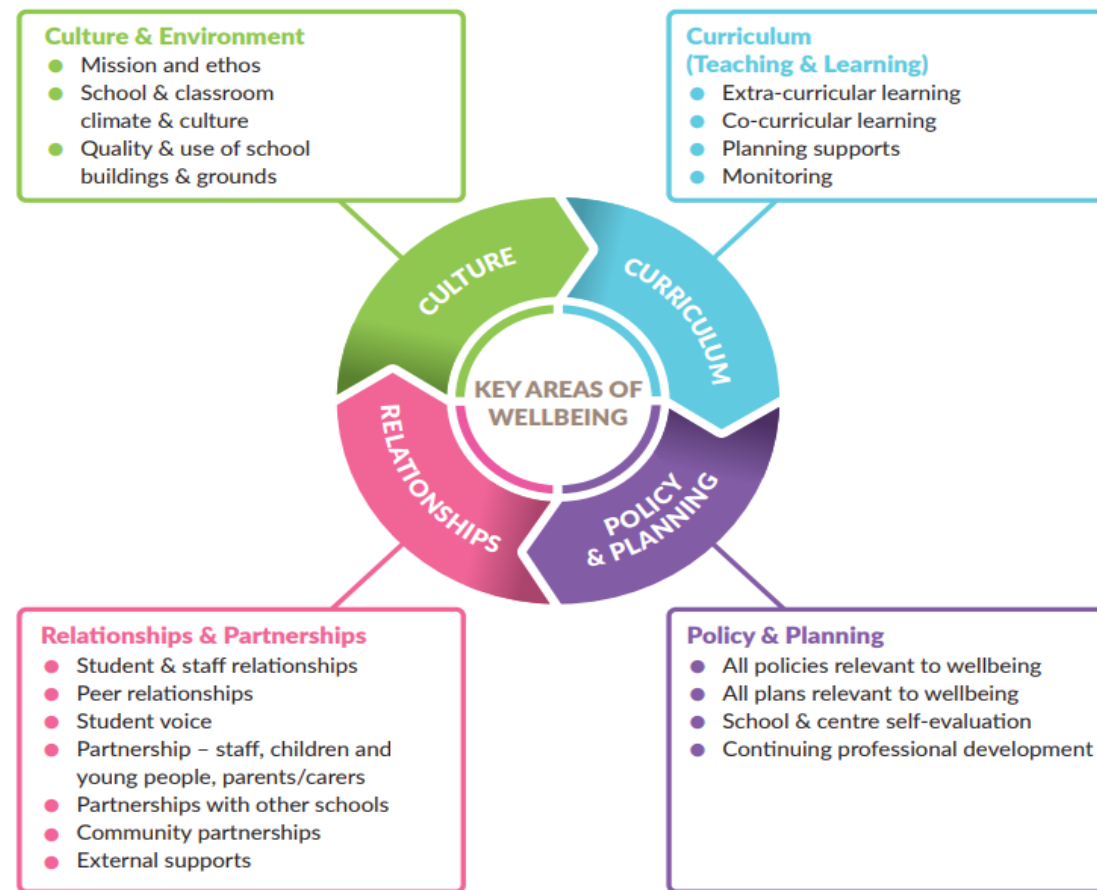 Culture & Environment
● Mission and ethos
● School & classroom
climate & culture
● Quality & use of school
buildings & grounds
Curriculum
(Teaching & Learning)
● Extra-curricular learning
● Co-curricular learning
● Planning supports
● Monitoring
CULTURE
CURRICULUM
KEY AREAS OF
WELLBEING
RELATIONSHIPS
POLICY
& PLANNING
Relationships & Partnerships
● Student & staff relationships
● Peer relationships
● Student voice
● Partnership – staff, children and
young people, parents/carers
● Partnerships with other schools
● Community partnerships
● External supports
Policy & Planning
● All policies relevant to wellbeing
● All plans relevant to wellbeing
● School & centre self-evaluation
● Continuing professional development